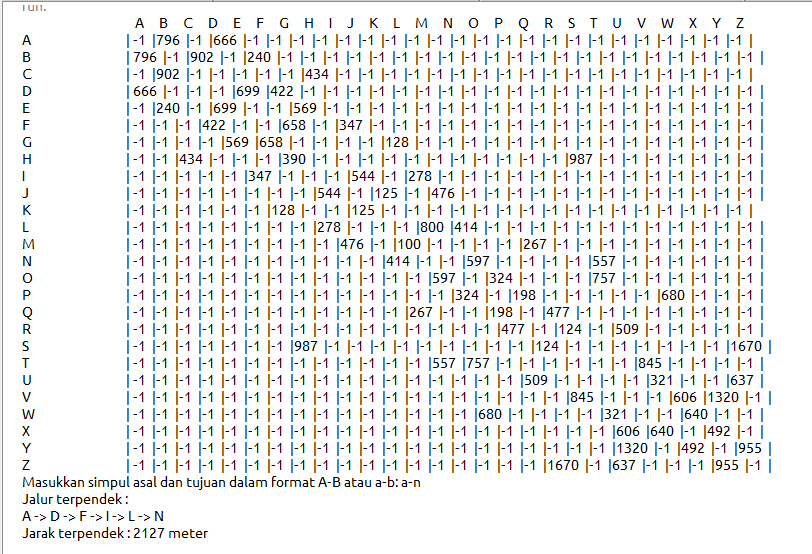 A B C D E F G H I J K L M N O P Q R S T U V W X Y Z
A |-1 |796 |-1 |666 |-1 |-1 |-1 |-1 |-1 |-1 |-1 |-1 |-1 |-1 |-1 |-1 |-1 |-1 |-1 |-1 |-1 |-1 |-1 |-1 |-1 |-1 |
B |796 |-1 |902 |-1 |240 |-1 |-1 |-1 |-1 |-1 |-1 |-1 |-1 |-1 |-1 |-1 |-1 |-1 |-1 |-1 |-1 |-1 |-1 |-1 |-1 |-1 |
C |-1 |902 |-1 |-1 |-1 |-1 |-1 |434 |-1 |-1 |-1 |-1 |-1 |-1 |-1 |-1 |-1 |-1 |-1 |-1 |-1 |-1 |-1 |-1 |-1 |-1 |
D |666 |-1 |-1 |-1 |699 |422 |-1 |-1 |-1 |-1 |-1 |-1 |-1 |-1 |-1 |-1 |-1 |-1 |-1 |-1 |-1 |-1 |-1 |-1 |-1 |-1 |
E |-1 |240 |-1 |699 |-1 |-1 |569 |-1 |-1 |-1 |-1 |-1 |-1 |-1 |-1 |-1 |-1 |-1 |-1 |-1 |-1 |-1 |-1 |-1 |-1 |-1 |
F |-1 |-1 |-1 |422 |-1 |-1 |658 |-1 |347 |-1 |-1 |-1 |-1 |-1 |-1 |-1 |-1 |-1 |-1 |-1 |-1 |-1 |-1 |-1 |-1 |-1 |
G |-1 |-1 |-1 |-1 |569 |658 |-1 |-1 |-1 |-1 |128 |-1 |-1 |-1 |-1 |-1 |-1 |-1 |-1 |-1 |-1 |-1 |-1 |-1 |-1 |-1 |
H |-1 |-1 |434 |-1 |-1 |-1 |390 |-1 |-1 |-1 |-1 |-1 |-1 |-1 |-1 |-1 |-1 |-1 |987 |-1 |-1 |-1 |-1 |-1 |-1 |-1 |
I |-1 |-1 |-1 |-1 |-1 |347 |-1 |-1 |-1 |544 |-1 |278 |-1 |-1 |-1 |-1 |-1 |-1 |-1 |-1 |-1 |-1 |-1 |-1 |-1 |-1 |
J |-1 |-1 |-1 |-1 |-1 |-1 |-1 |-1 |544 |-1 |125 |-1 |476 |-1 |-1 |-1 |-1 |-1 |-1 |-1 |-1 |-1 |-1 |-1 |-1 |-1 |
K |-1 |-1 |-1 |-1 |-1 |-1 |128 |-1 |-1 |125 |-1 |-1 |-1 |-1 |-1 |-1 |-1 |-1 |-1 |-1 |-1 |-1 |-1 |-1 |-1 |-1 |
L |-1 |-1 |-1 |-1 |-1 |-1 |-1 |-1 |278 |-1 |-1 |-1 |800 |414 |-1 |-1 |-1 |-1 |-1 |-1 |-1 |-1 |-1 |-1 |-1 |-1 |
M |-1 |-1 |-1 |-1 |-1 |-1 |-1 |-1 |-1 |476 |-1 |100 |-1 |-1 |-1 |-1 |267 |-1 |-1 |-1 |-1 |-1 |-1 |-1 |-1 |-1 |
N |-1 |-1 |-1 |-1 |-1 |-1 |-1 |-1 |-1 |-1 |-1 |414 |-1 |-1 |597 |-1 |-1 |-1 |-1 |557 |-1 |-1 |-1 |-1 |-1 |-1 |
O |-1 |-1 |-1 |-1 |-1 |-1 |-1 |-1 |-1 |-1 |-1 |-1 |-1 |597 |-1 |324 |-1 |-1 |-1 |757 |-1 |-1 |-1 |-1 |-1 |-1 |
P |-1 |-1 |-1 |-1 |-1 |-1 |-1 |-1 |-1 |-1 |-1 |-1 |-1 |-1 |324 |-1 |198 |-1 |-1 |-1 |-1 |-1 |680 |-1 |-1 |-1 |
Q |-1 |-1 |-1 |-1 |-1 |-1 |-1 |-1 |-1 |-1 |-1 |-1 |267 |-1 |-1 |198 |-1 |477 |-1 |-1 |-1 |-1 |-1 |-1 |-1 |-1 |
R |-1 |-1 |-1 |-1 |-1 |-1 |-1 |-1 |-1 |-1 |-1 |-1 |-1 |-1 |-1 |-1 |477 |-1 |124 |-1 |509 |-1 |-1 |-1 |-1 |-1 |
S |-1 |-1 |-1 |-1 |-1 |-1 |-1 |987 |-1 |-1 |-1 |-1 |-1 |-1 |-1 |-1 |-1 |124 |-1 |-1 |-1 |-1 |-1 |-1 |-1 |1670 |
T |-1 |-1 |-1 |-1 |-1 |-1 |-1 |-1 |-1 |-1 |-1 |-1 |-1 |557 |757 |-1 |-1 |-1 |-1 |-1 |-1 |845 |-1 |-1 |-1 |-1 |
U |-1 |-1 |-1 |-1 |-1 |-1 |-1 |-1 |-1 |-1 |-1 |-1 |-1 |-1 |-1 |-1 |-1 |509 |-1 |-1 |-1 |-1 |321 |-1 |-1 |637 |
V |-1 |-1 |-1 |-1 |-1 |-1 |-1 |-1 |-1 |-1 |-1 |-1 |-1 |-1 |-1 |-1 |-1 |-1 |-1 |845 |-1 |-1 |-1 |606 |1320 |-1 |
W |-1 |-1 |-1 |-1 |-1 |-1 |-1 |-1 |-1 |-1 |-1 |-1 |-1 |-1 |-1 |680 |-1 |-1 |-1 |-1 |321 |-1 |-1 |640 |-1 |-1 |
X |-1 |-1 |-1 |-1 |-1 |-1 |-1 |-1 |-1 |-1 |-1 |-1 |-1 |-1 |-1 |-1 |-1 |-1 |-1 |-1 |-1 |606 |640 |-1 |492 |-1 |
Y |-1 |-1 |-1 |-1 |-1 |-1 |-1 |-1 |-1 |-1 |-1 |-1 |-1 |-1 |-1 |-1 |-1 |-1 |-1 |-1 |-1 |1320 |-1 |492 |-1 |955 |
Z |-1 |-1 |-1 |-1 |-1 |-1 |-1 |-1 |-1 |-1 |-1 |-1 |-1 |-1 |-1 |-1 |-1 |-1 |1670 |-1 |637 |-1 |-1 |-1 |955 |-1 |
Masukkan simpul asal dan tujuan dalam format A-B atau a-b: a-n
Jalur terpendek :
A -> D -> F -> I -> L -> N
Jarak terpendek : 2127 meter